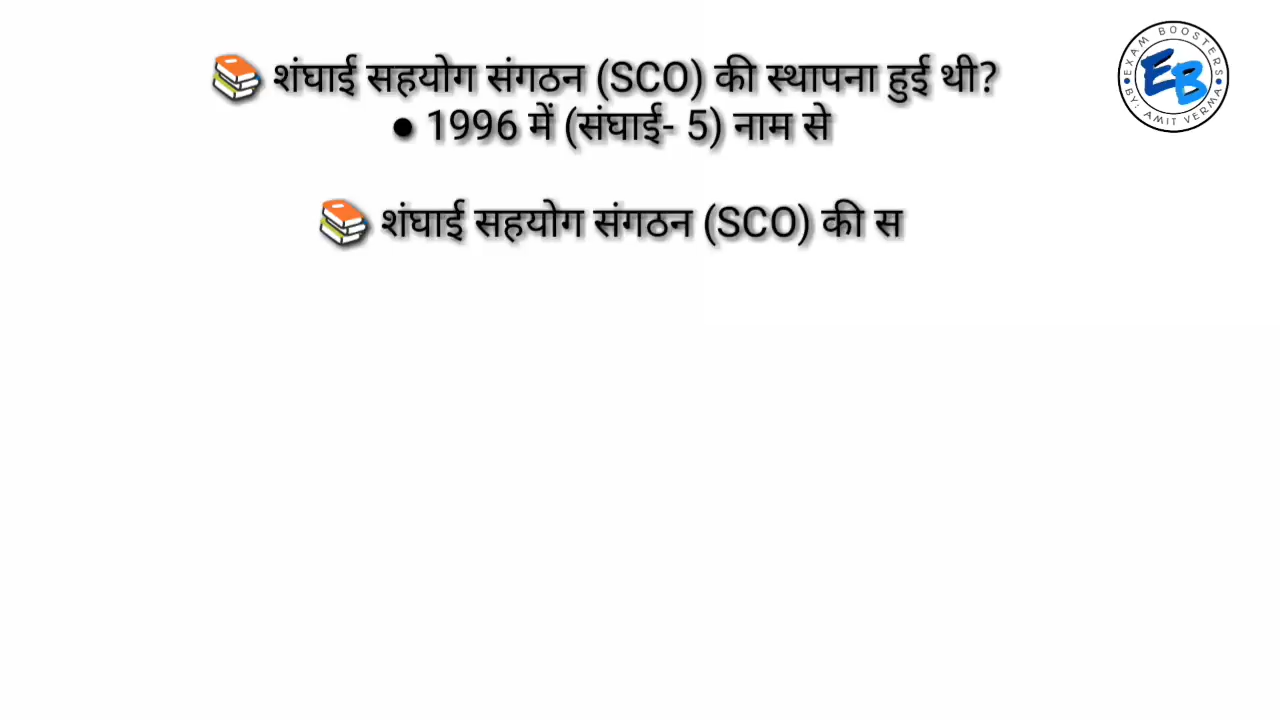 📚 शंघाई सहयोग संगठन (SCO) की स्थापना हुई थी?
● 1996 में (संघाई- 5) नाम से
📚 शंघाई सहयोग संगठन (SCO) की स
EXAM BOOSTERS
EB
BY: AMIT VERMA